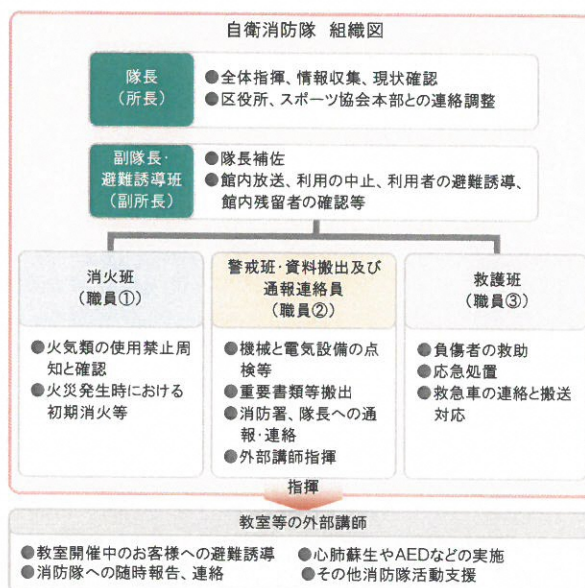 自衛消防隊 組織図
隊長
（所長）
●全体指揮、情報収集、現状確認
●区役所、スポーツ協会本部との連絡調整
副隊長・
避難誘導班
（副所長）
●隊長補佐
●館内放送、利用の中止、利用者の避難誘導、
館内残留者の確認等
消火班
（職員①）
●火気類の使用禁止周
知と確認
●火災発生時における
初期消火等
警戒班・資料搬出及び
通報連絡員
（職員②）
●機械と電気設備の点
検等
●重要書類等搬出
●消防署、隊長への通
報・連絡
●外部講師指揮
救護班
（職員③）
●負傷者の救助
●応急処置
●救急車の連絡と搬送
対応
指揮
教室等の外部講師
●教室開催中のお客様への避難誘導
●消防隊への随時報告、連絡
●心肺蘇生やAEDなどの実施
●その他消防隊活動支援